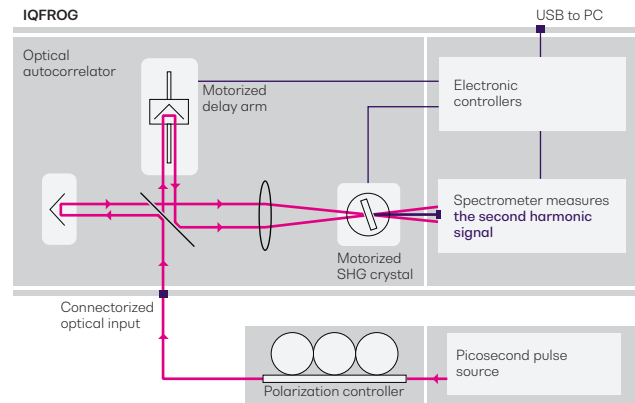 IQFROG
USB to PC
Optical
autocorrelator
Motorized
delay arm
Electronic
controllers
Spectrometer measures
the second harmonic
signal
Motorized
SHG crystal
Connectorized
optical input
Polarization controller
Picosecond pulse
source